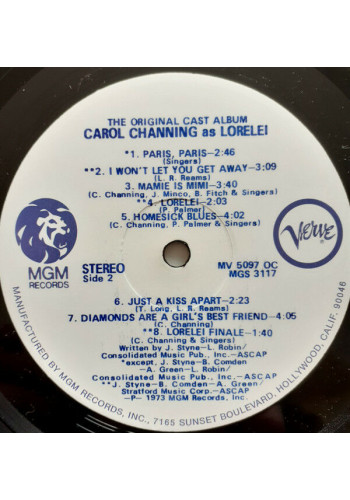 THE ORIGINAL CAST ALBUM
CAROL CHANNING as LORELEI
*1. PARIS, PARIS—2:46
(Singers)
**2. I WON'T LET YOU GET AWAY—3:09
(L. R. Reams)
3. MAMIE IS MIMI—3:40
(C. Channing, J. Minco, B. Fitch & Singers)
**4. LORELEI—2:03
(P. Palmer)
5. HOMESICK BLUES—4:02
(C. Channing, P. Palmer & Singers)
MGM
RECORDS
Verve
STEREO
Side 2
MV 5097 OC
MGS 3117
6. JUST A KISS APART—2:23
(T. Long, L. R. Reams)
7. DIAMONDS ARE A GIRL'S BEST FRIEND—4:05
(C. Channing)
**8. LORELEI FINALE—1:40
(C. Channing & Singers)
Written by J. Styne—L. Robin/
Consolidated Music Pub., Inc.—ASCAP
*except, J. Styne—B. Comden
—A. Green—L. Robin/
Consolidated Music Pub., Inc.—ASCAP
**J. Styne—B. Comden—A. Green/
Stratford Music Corp.—ASCAP
—P— 1973 MGM Records, Inc.
MANUFACTURED BY MGM RECORDS, INC., 7165 SUNSET BOULEVARD, HOLLYWOOD, CALIF. 90046